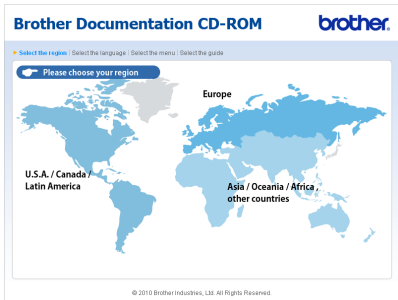 Brother Documentation CD-ROM
brother.
Select the region | Select the language | Select the menu | Select the guide
Please choose your region
Europe
U.S.A. / Canada /
Latin America
Asia / Oceania / Africa ,
other countries
© 2010 Brother Industries, Ltd. All Rights Reserved.